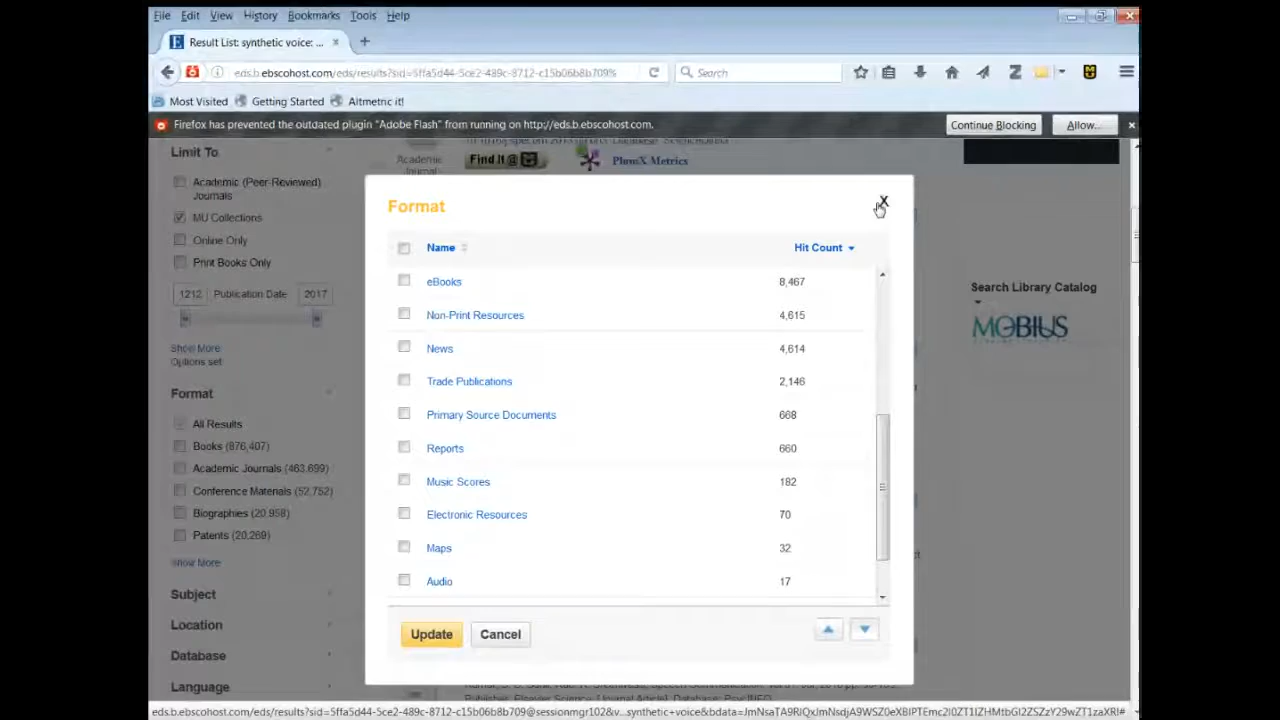 File Edit View History Bookmarks Tools Help
Result List: synthetic voice: ... × +
eds.b.ebscohost.com/eds/results?sid=5ffa5d44-5ce2-489c-8712-c15b06b8b709% Search
Most Visited Getting Started Altmetric it!
Firefox has prevented the outdated plugin "Adobe Flash" from running on http://eds.b.ebscohost.com. Continue Blocking Allow... ×
Limit To
Academic (Peer-Reviewed) Journals
MU Collections
Online Only
Print Books Only
1212 Publication Date 2017
Show More
Options set
Format
All Results
Books (876,407)
Academic Journals (463,699)
Conference Materials (52,752)
Biographies (20,958)
Patents (20,269)
Show More
Subject
Location
Database
Language
Academic
Journal
Find It @ PlumX Metrics
Format X
Name Hit Count
eBooks 8,467
Non-Print Resources 4,615
News 4,614
Trade Publications 2,146
Primary Source Documents 668
Reports 660
Music Scores 182
Electronic Resources 70
Maps 32
Audio 17
Update Cancel
Search Library Catalog
MOBIUS